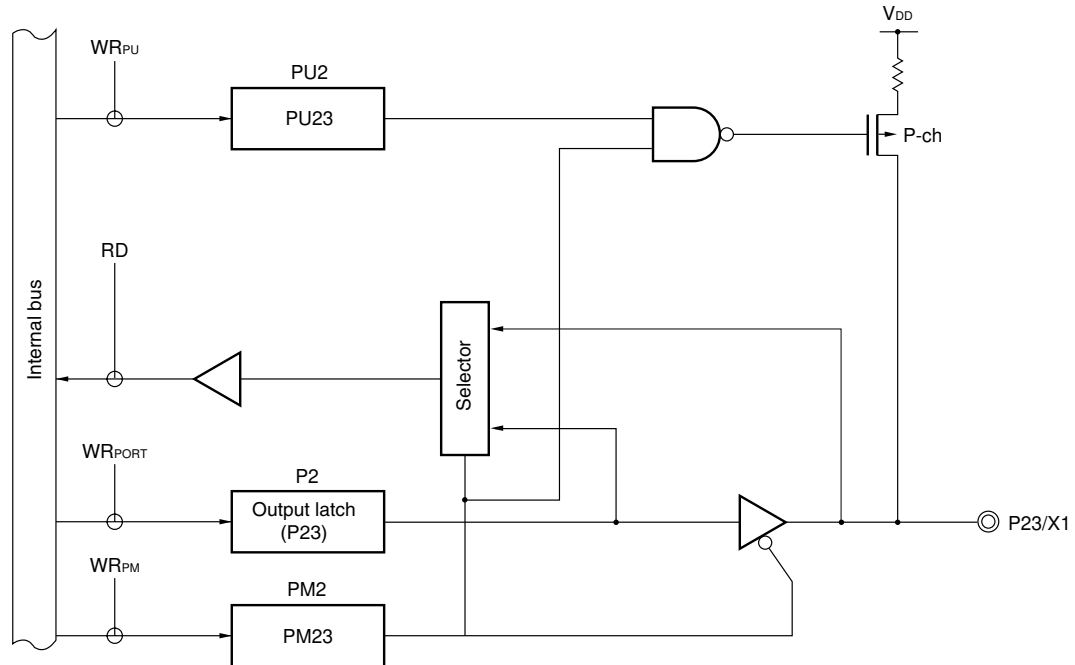 VDD
WRPU
PU2
PU23
P-ch
RD
Internal bus
Selector
WRPORT
P2
Output latch
(P23)
P23/X1
WRPM
PM2
PM23